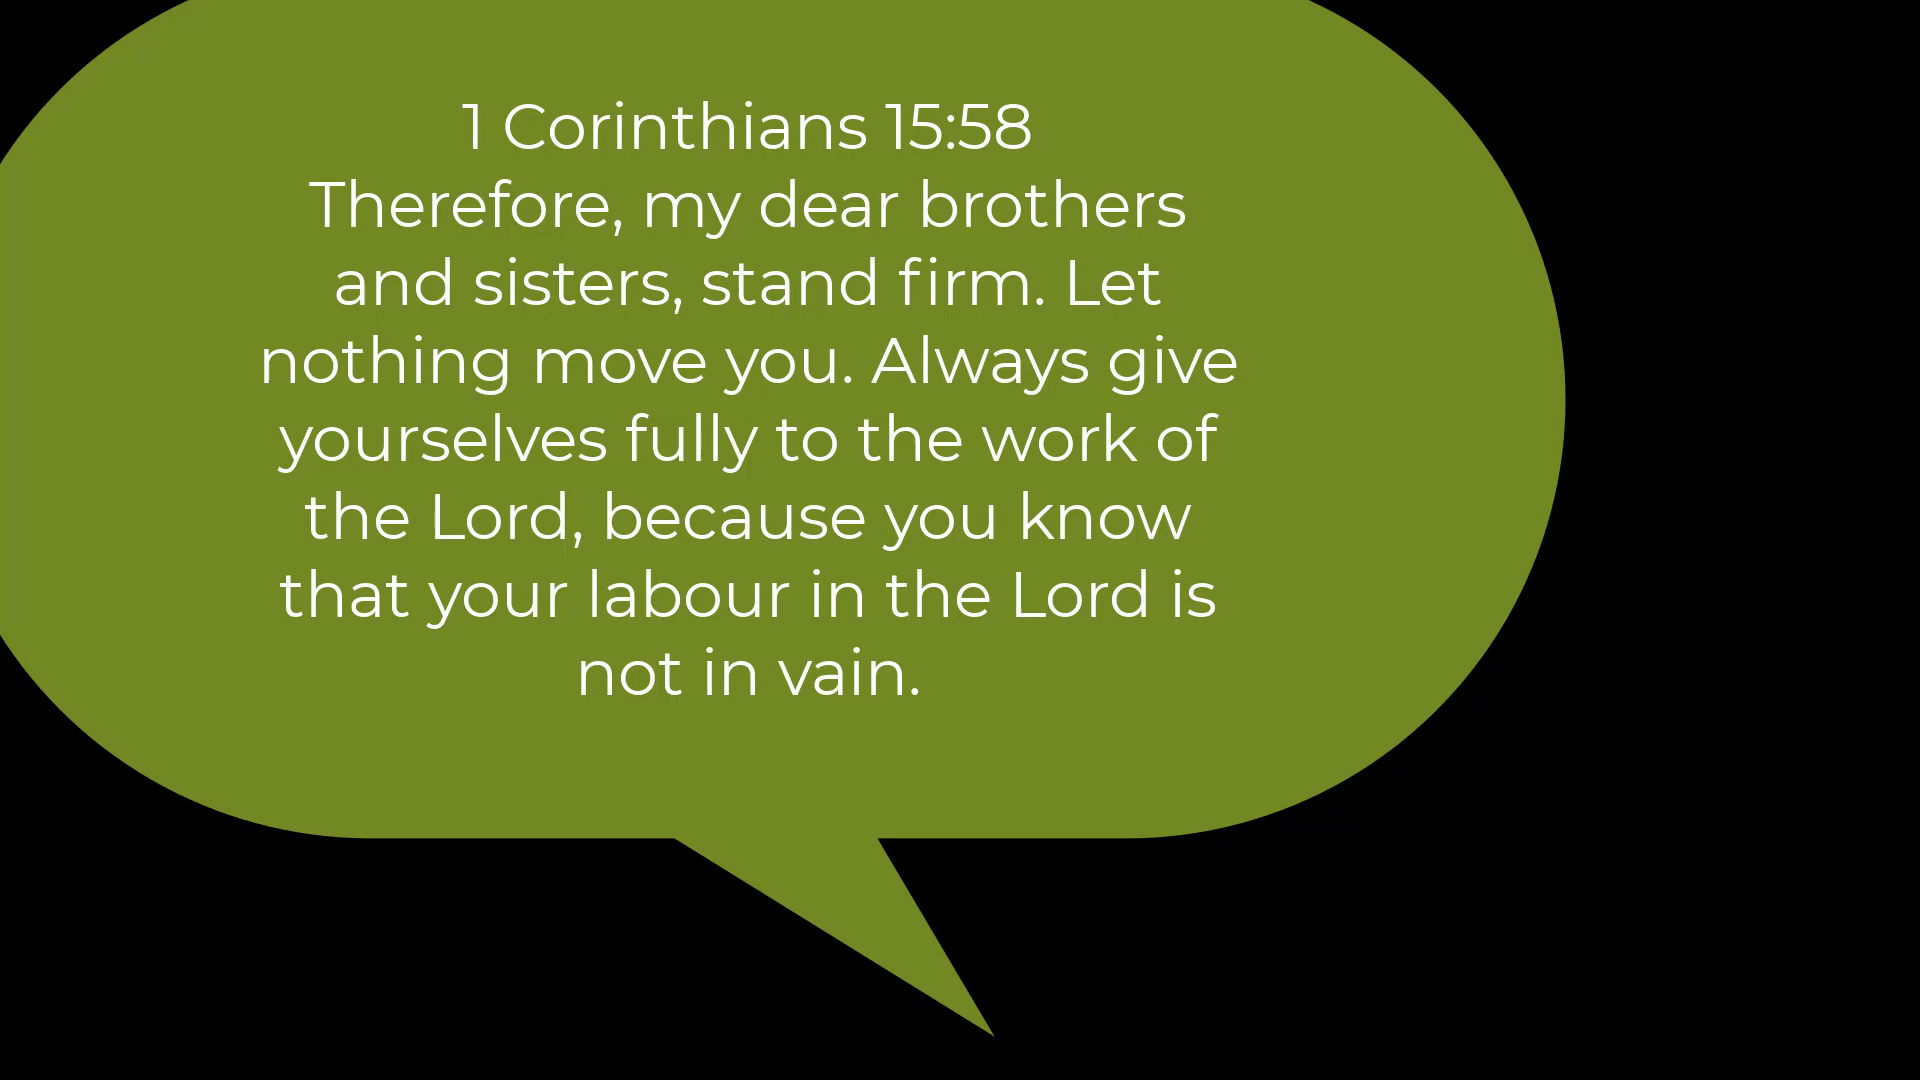 1 Corinthians 15:58
Therefore, my dear brothers
and sisters, stand firm. Let
nothing move you. Always give
yourselves fully to the work of
the Lord, because you know
that your labour in the Lord is
not in vain.